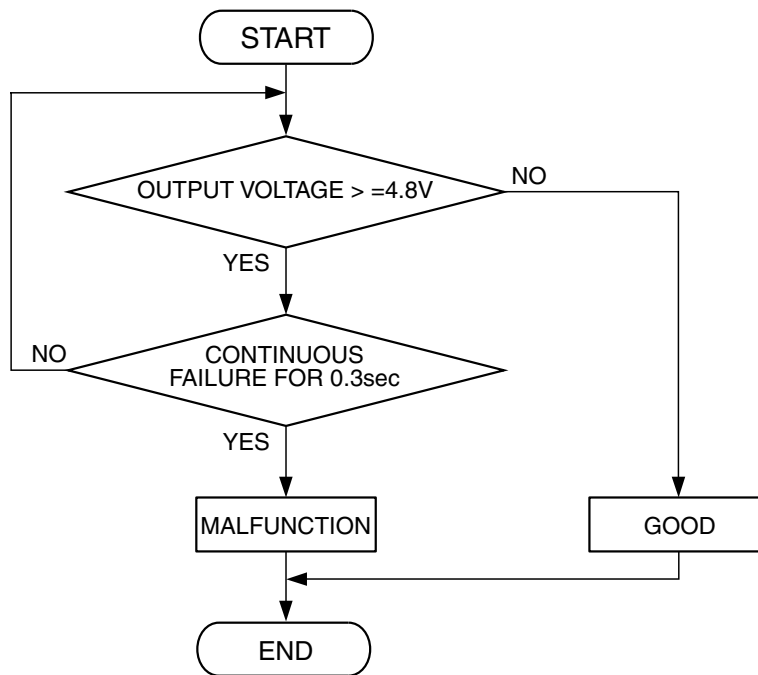 START
OUTPUT VOLTAGE > =4.8V
NO
YES
NO
CONTINUOUS
FAILURE FOR 0.3sec
YES
MALFUNCTION
GOOD
END